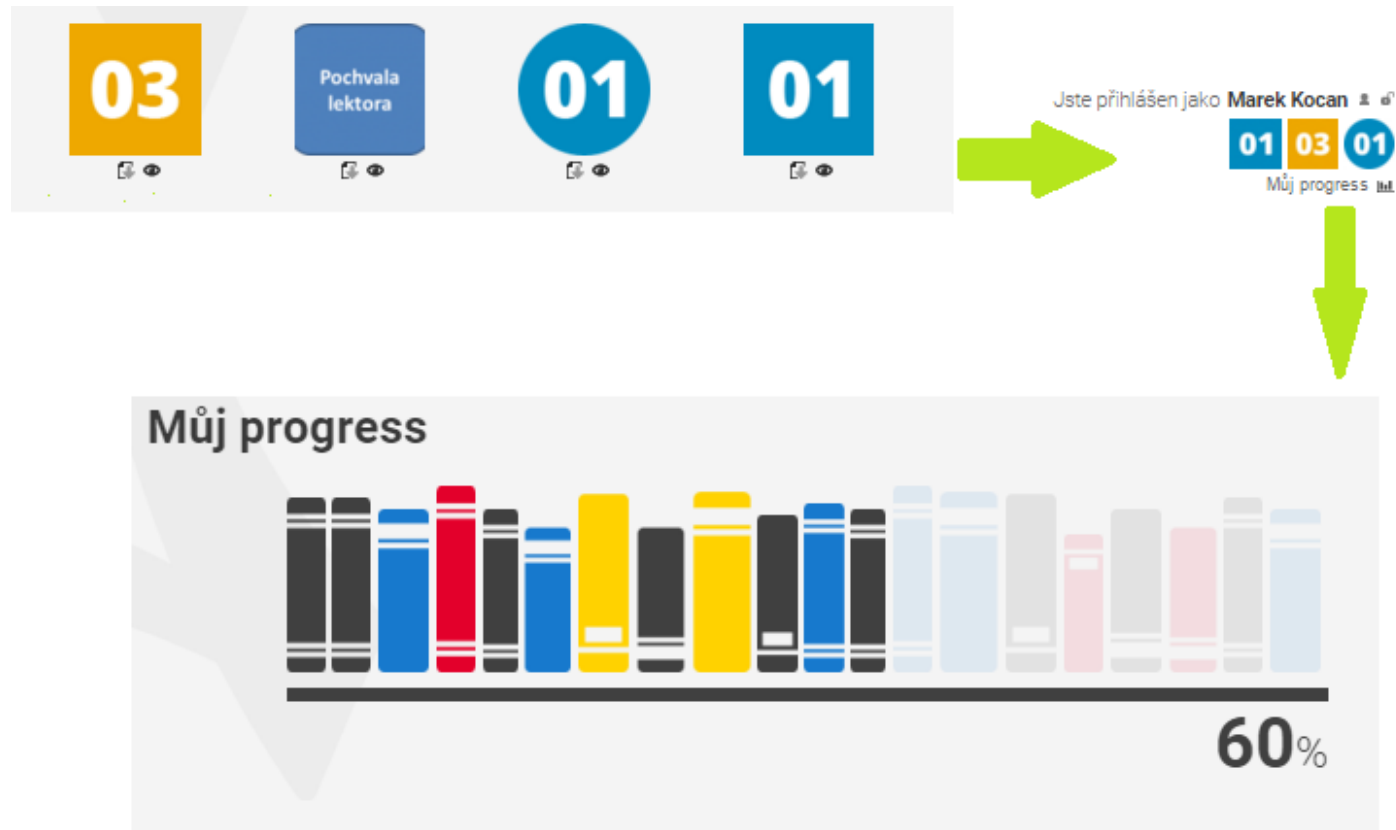 03
Pochvala
lektora
01
01
Jste přihlášen jako Marek Kocan
01 03 01
Můj progress
Můj progress
60%